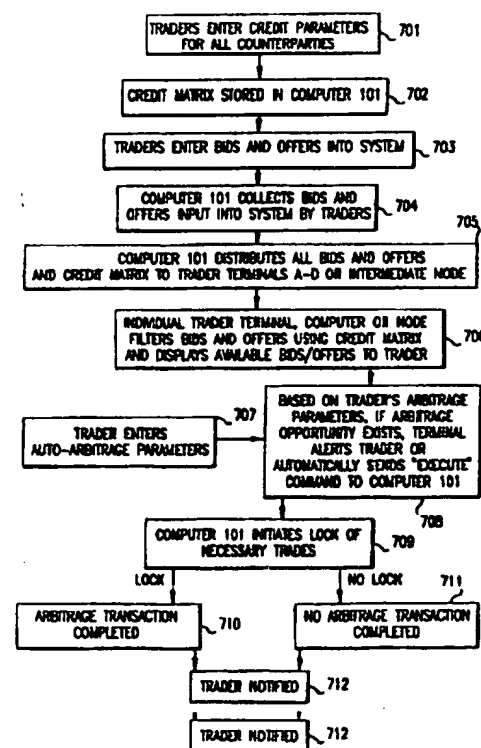 TRADERS ENTER CREDIT PARAMETERS
FOR ALL COUNTERPARTIES
701
CREDIT MATRIX STORED IN COMPUTER 101
702
TRADERS ENTER BIDS AND OFFERS INTO SYSTEM
703
COMPUTER 101 COLLECTS BIDS AND
OFFERS INPUT INTO SYSTEM BY TRADERS
704
705
COMPUTER 101 DISTRIBUTES ALL BIDS AND OFFERS
AND CREDIT MATRIX TO TRADER TERMINALS A-D OR INTERMEDIATE NODE
INDIVIDUAL TRADER TERMINAL, COMPUTER OR NODE
FILTERS BIDS AND OFFERS USING CREDIT MATRIX
AND DISPLAYS AVAILABLE BIDS/OFFERS TO TRADER
706
707
TRADER ENTERS
AUTO-ARBITRAGE PARAMETERS
BASED ON TRADER'S ARBITRAGE
PARAMETERS, IF ARBITRAGE
OPPORTUNITY EXISTS, TERMINAL
ALERTS TRADER OR
AUTOMATICALLY SENDS "EXECUTE"
COMMAND TO COMPUTER 101
708
COMPUTER 101 INITIATES LOCK OF
NECESSARY TRADES
709
LOCK
NO LOCK
711
ARBITRAGE TRANSACTION
COMPLETED
710
NO ARBITRAGE TRANSACTION
COMPLETED
TRADER NOTIFIED
712
TRADER NOTIFIED
712